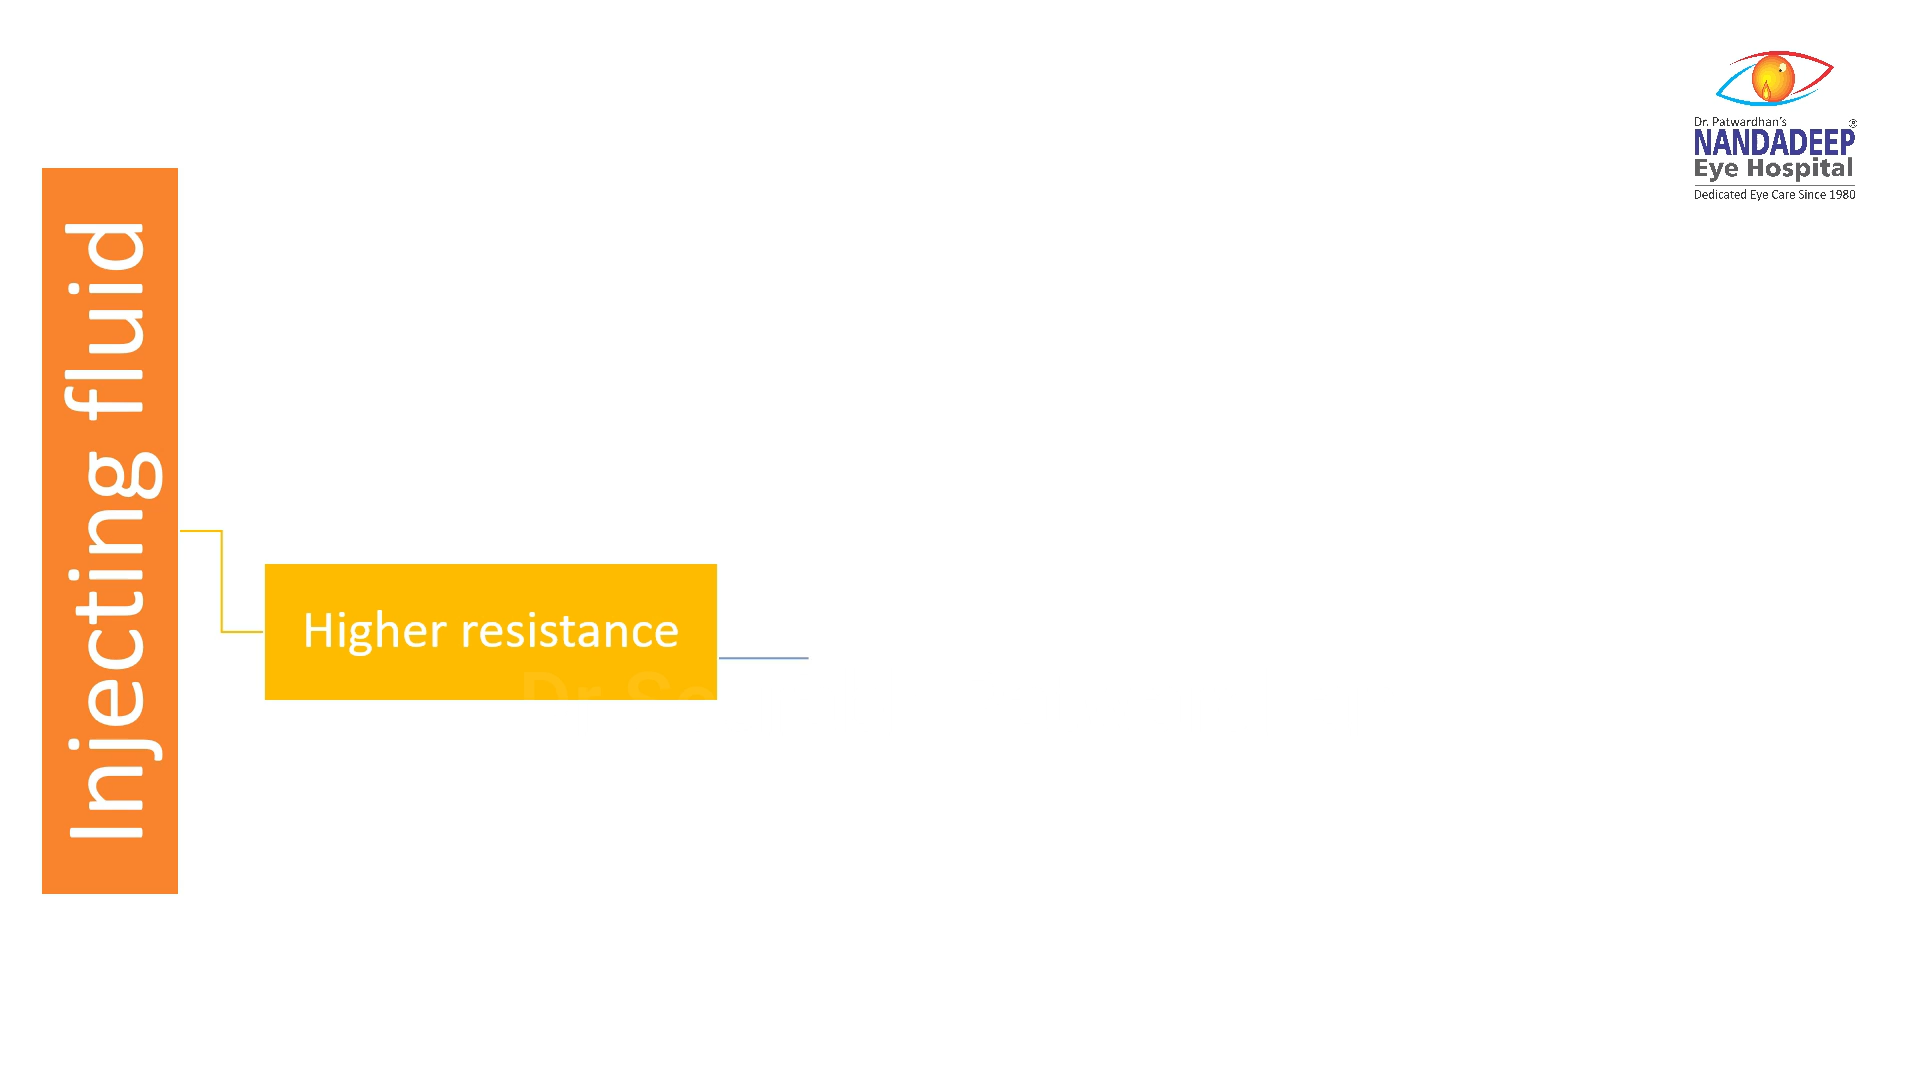 Dr. Patwardhan's
NANDADEEP®
Eye Hospital
Dedicated Eye Care Since 1980
Injecting fluid
Higher resistance